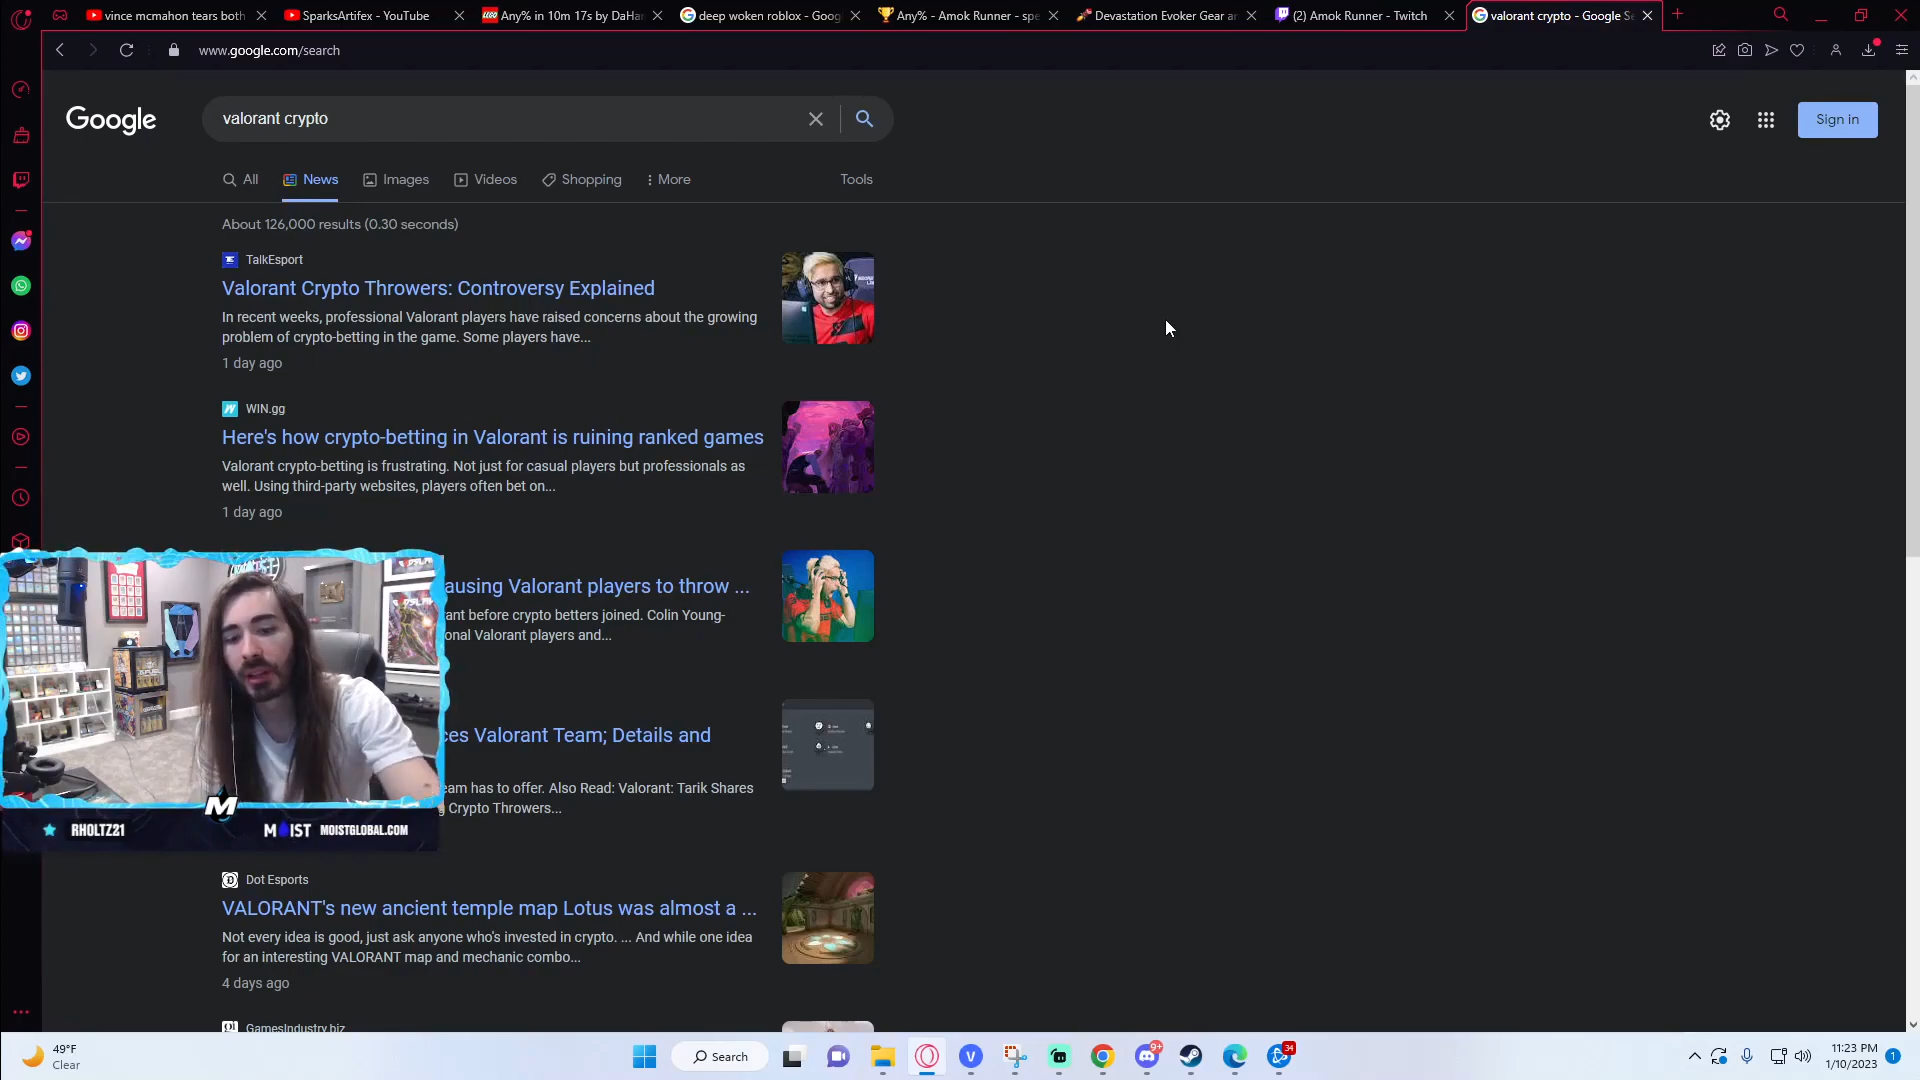 vince mcmahon tears both
SparksArtifex - YouTube
Any% in 10m 17s by DaHa
deep woken roblox - Goog
Any% - Amok Runner - spe
Devastation Evoker Gear a
(2) Amok Runner - Twitch
valorant crypto - Google Se
www.google.com/search
Google
valorant crypto
Sign in
All
News
Images
Videos
Shopping
More
Tools
About 126,000 results (0.30 seconds)
TalkEsport
Valorant Crypto Throwers: Controversy Explained
In recent weeks, professional Valorant players have raised concerns about the growing
problem of crypto-betting in the game. Some players have...
1 day ago
WIN.gg
Here's how crypto-betting in Valorant is ruining ranked games
Valorant crypto-betting is frustrating. Not just for casual players but professionals as
well. Using third-party websites, players often bet on...
1 day ago
ausing Valorant players to throw ...
ant before crypto betters joined. Colin Young-
onal Valorant players and...
ces Valorant Team; Details and
eam has to offer. Also Read: Valorant: Tarik Shares
g Crypto Throwers...
M
RHOLTZ21
MOIST
MOISTGLOBAL.COM
Dot Esports
VALORANT's new ancient temple map Lotus was almost a ...
Not every idea is good, just ask anyone who's invested in crypto. ... And while one idea
for an interesting VALORANT map and mechanic combo...
4 days ago
GamesIndustry.biz
49°F
Clear
Search
9+
34
11:23 PM
1/10/2023
1